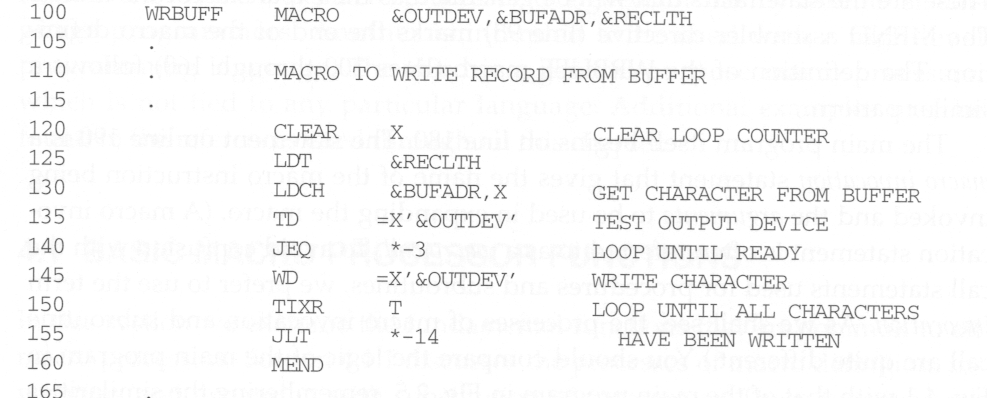 100 WRBUFF MACRO &OUTDEV,&BUFADR,&RECLTH
105 .
110 . MACRO TO WRITE RECORD FROM BUFFER
115 .
120 CLEAR X CLEAR LOOP COUNTER
125 LDT &RECLTH
130 LDCH &BUFADR,X GET CHARACTER FROM BUFFER
135 TD =X'&OUTDEV' TEST OUTPUT DEVICE
140 JEQ *-3 LOOP UNTIL READY
145 WD =X'&OUTDEV' WRITE CHARACTER
150 TIXR T LOOP UNTIL ALL CHARACTERS
155 JLT *-14 HAVE BEEN WRITTEN
160 MEND
165 .